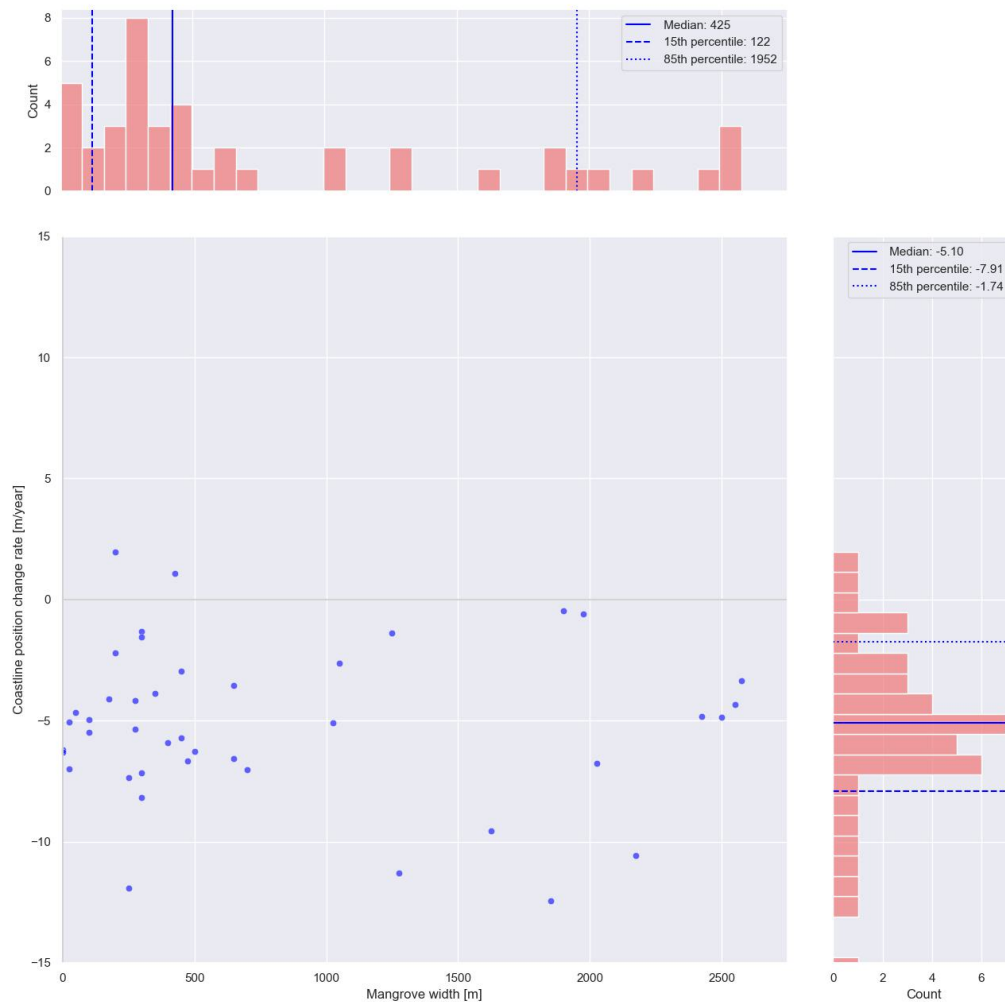 8
6
4
2
0
Count
Median: 425
15th percentile: 122
85th percentile: 1952
15
10
5
0
−5
−10
−15
Coastline position change rate [m/year]
0
500
1000
1500
2000
2500
Mangrove width [m]
Median: -5.10
15th percentile: -7.91
85th percentile: -1.74
0
2
4
6
Count